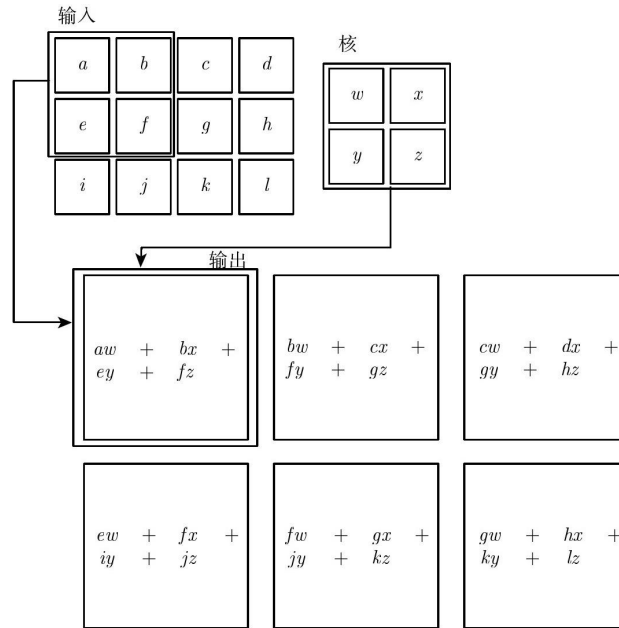 输入
核
a b c d
w x
e f g h
y z
i j k l
输出
aw + bx +
ey + fz
bw + cx +
fy + gz
cw + dx +
gy + hz
ew + fx +
iy + jz
fw + gx +
jy + kz
gw + hx +
ky + lz